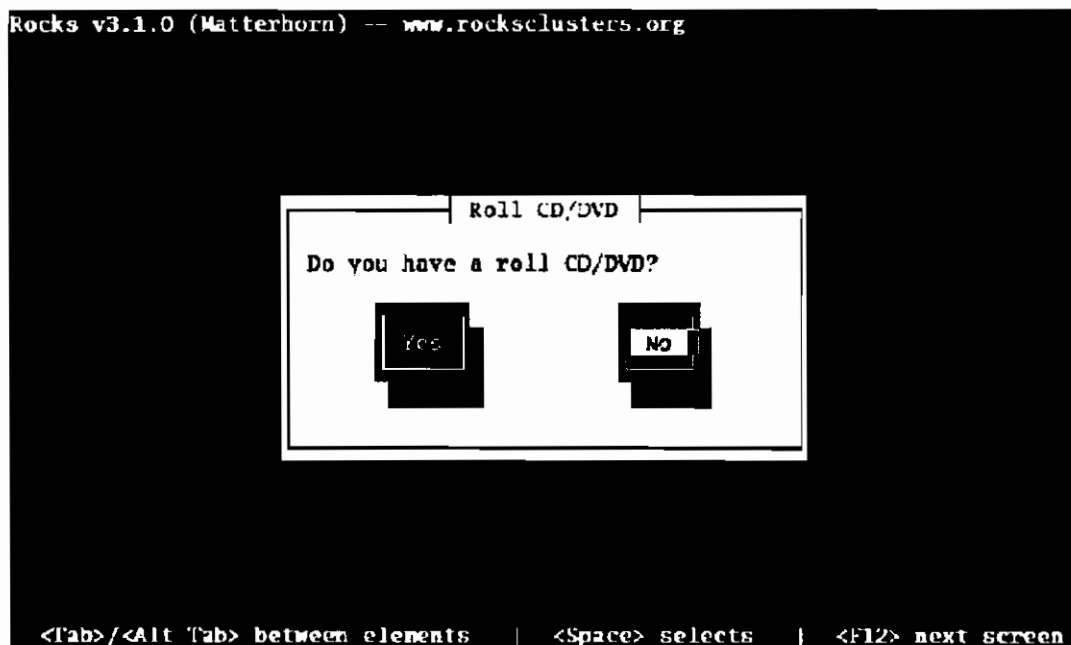 Rocks v3.1.0 (Matterhorn) -- www.rocksclusters.org
Roll CD/DVD
Do you have a roll CD/DVD?
Yes No
<Tab>/<Alt Tab> between elements | <Space> selects | <F12> next screen